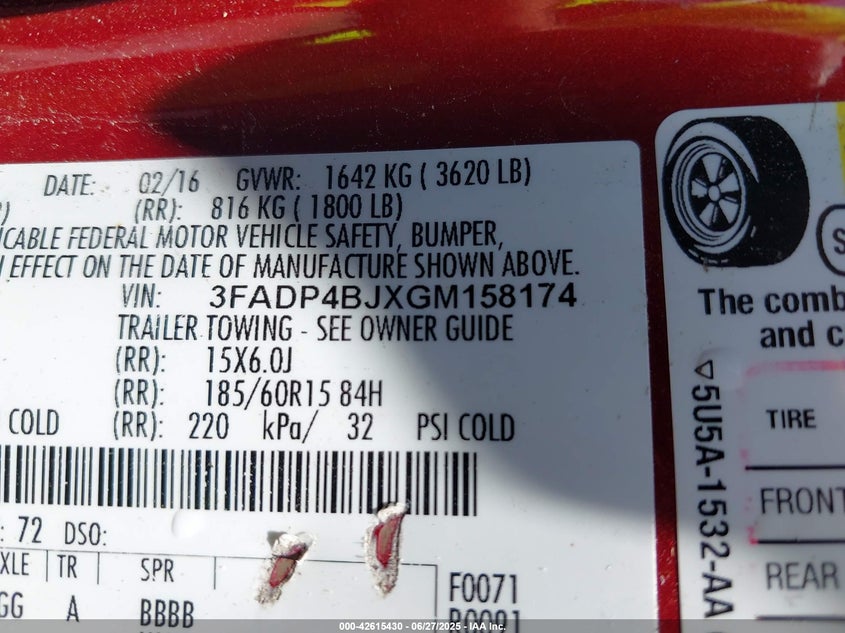 DATE: 02/16 GVWR: 1642 KG ( 3620 LB)
(RR): 816 KG ( 1800 LB)
ICABLE FEDERAL MOTOR VEHICLE SAFETY, BUMPER,
EFFECT ON THE DATE OF MANUFACTURE SHOWN ABOVE.
VIN: 3FADP4BJXGM158174
TRAILER TOWING - SEE OWNER GUIDE
(RR): 15X6.0J
(RR): 185/60R15 84H
COLD (RR): 220 kPa/ 32 PSI COLD
: 72 DSO:
XLE TR SPR
GG A BBBB
F0071
The comb
and c
TIRE
FRONT
REAR
▽5U5A-1532-AA
000-42615430 - 06/27/2025 - IAA Inc.